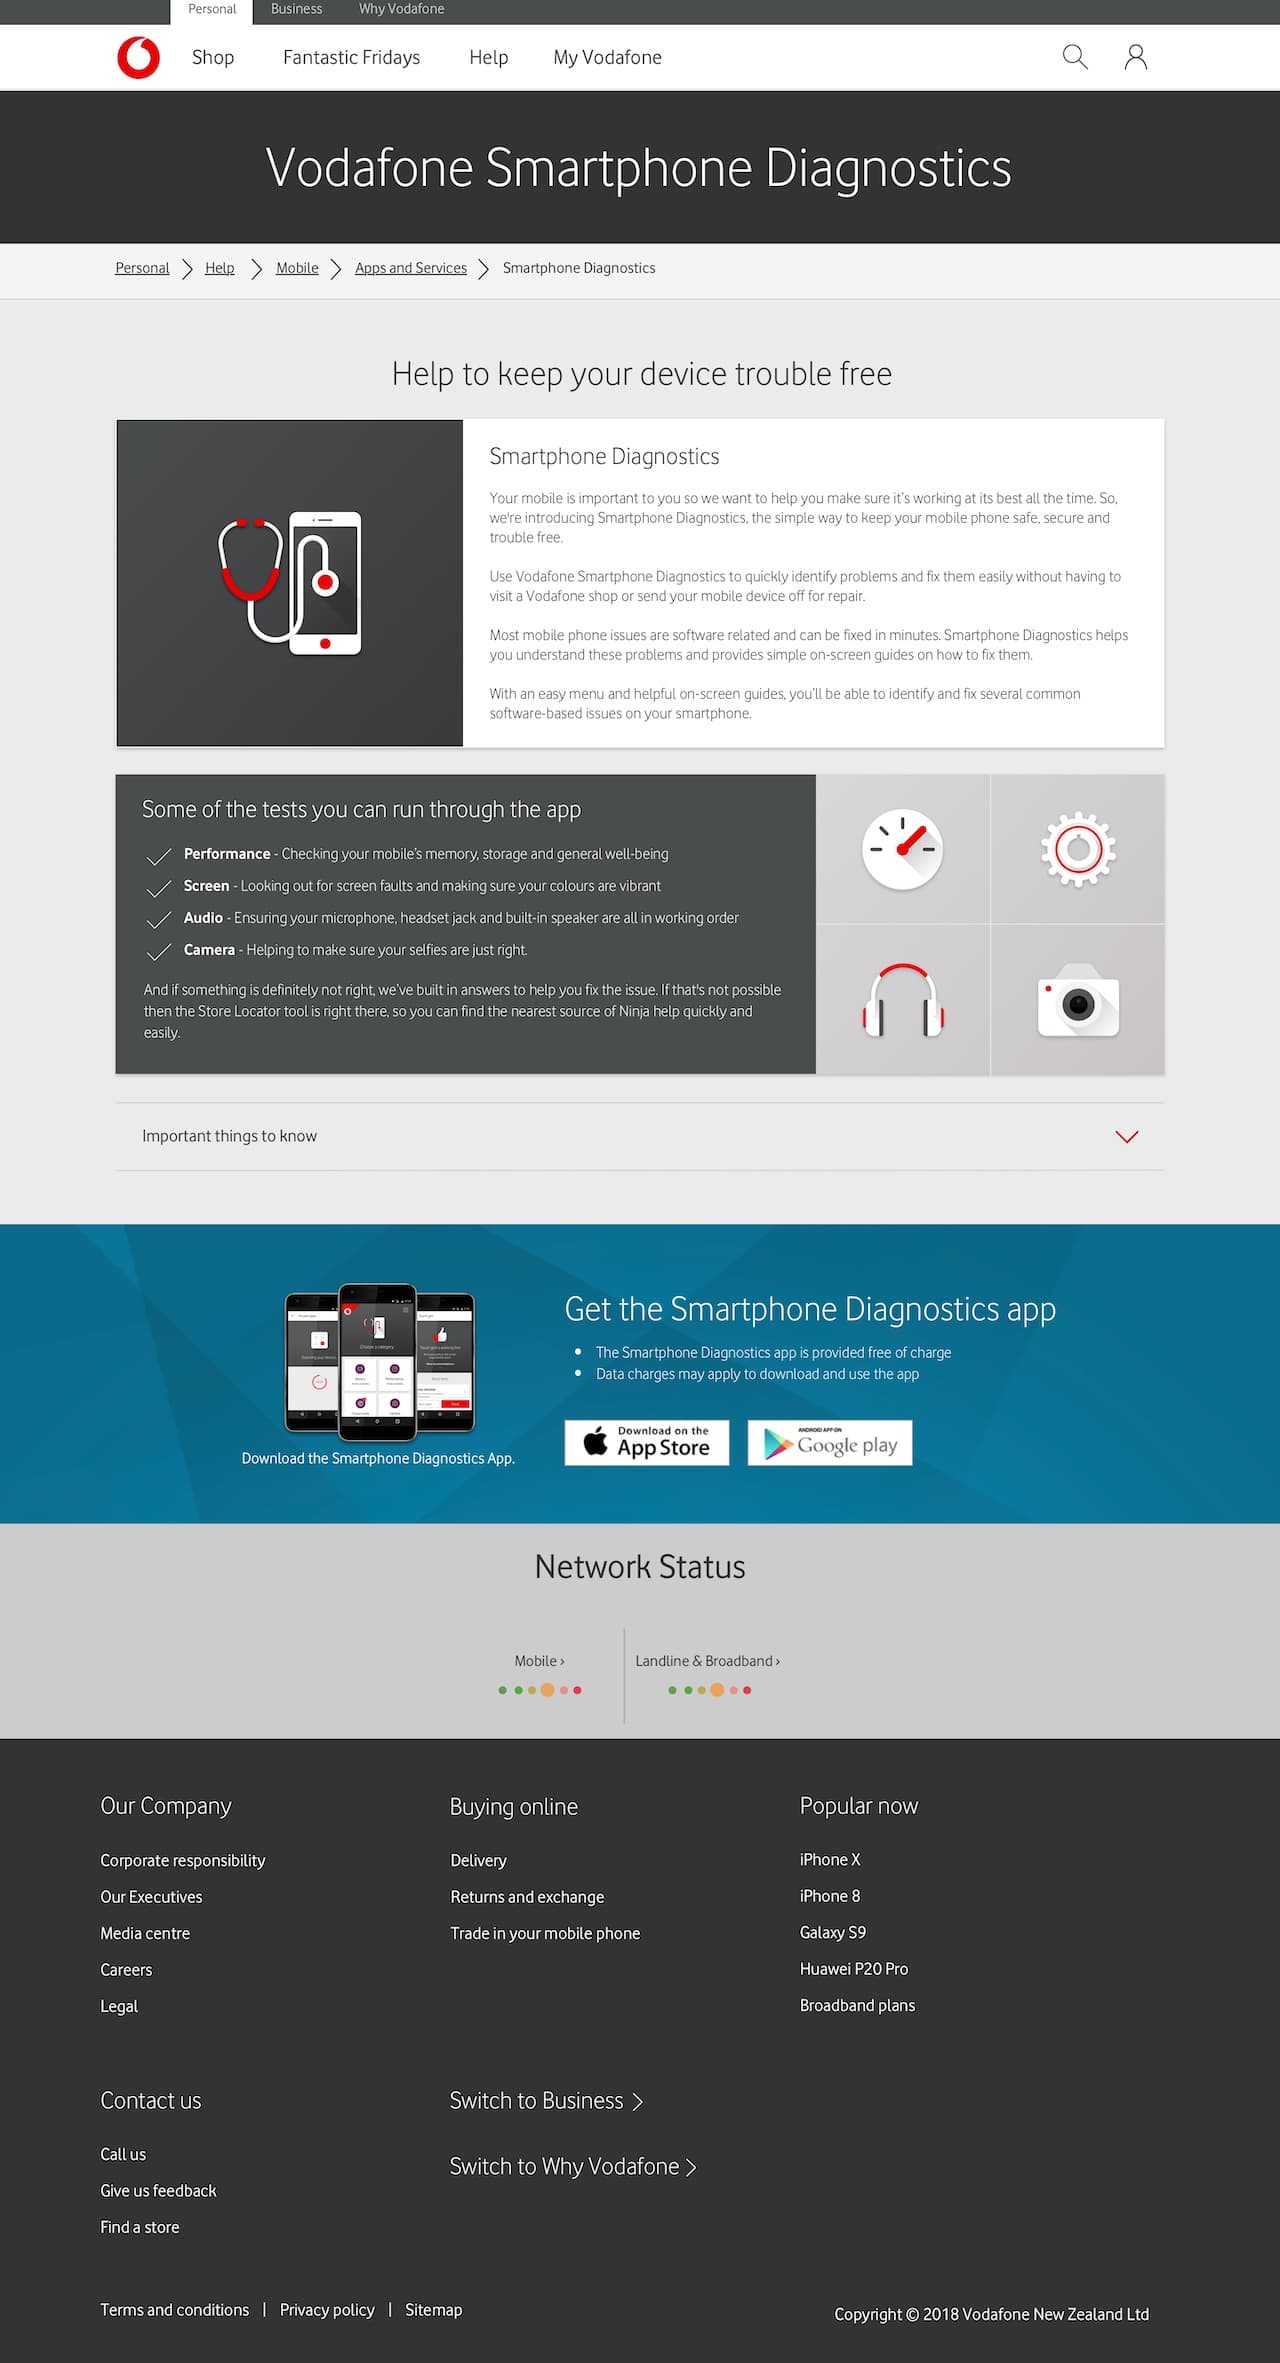 Personal
Business
Why Vodafone
Shop
Fantastic Fridays
Help
My Vodafone
Vodafone Smartphone Diagnostics
Personal
Help
Mobile
Apps and Services
Smartphone Diagnostics
Help to keep your device trouble free
Smartphone Diagnostics
Your mobile is important to you so we want to help you make sure it's working at its best all the time. So,
we're introducing Smartphone Diagnostics, the simple way to keep your mobile phone safe, secure and
trouble free.
Use Vodafone Smartphone Diagnostics to quickly identify problems and fix them easily without having to
visit a Vodafone shop or send your mobile device off for repair.
Most mobile phone issues are software related and can be fixed in minutes. Smartphone Diagnostics helps
you understand these problems and provides simple on-screen guides on how to fix them.
With an easy menu and helpful on-screen guides, you'll be able to identify and fix several common
software-based issues on your smartphone.
Some of the tests you can run through the app
Performance - Checking your mobile's memory, storage and general well-being
Screen - Looking out for screen faults and making sure your colours are vibrant
Audio - Ensuring your microphone, headset jack and built-in speaker are all in working order
Camera - Helping to make sure your selfies are just right.
And if something is definitely not right, we've built in answers to help you fix the issue. If that's not possible
then the Store Locator tool is right there, so you can find the nearest source of Ninja help quickly and
easily.
Important things to know
Choose a category
Download the Smartphone Diagnostics App.
Get the Smartphone Diagnostics app
• The Smartphone Diagnostics app is provided free of charge
• Data charges may apply to download and use the app
Download on the
App Store
ANDROID APP ON
Google play
Network Status
Mobile ›
Landline & Broadband ›
Our Company
Corporate responsibility
Our Executives
Media centre
Careers
Legal
Buying online
Delivery
Returns and exchange
Trade in your mobile phone
Popular now
iPhone X
iPhone 8
Galaxy S9
Huawei P20 Pro
Broadband plans
Contact us
Call us
Give us feedback
Find a store
Switch to Business
Switch to Why Vodafone
Terms and conditions | Privacy policy | Sitemap
Copyright © 2018 Vodafone New Zealand Ltd